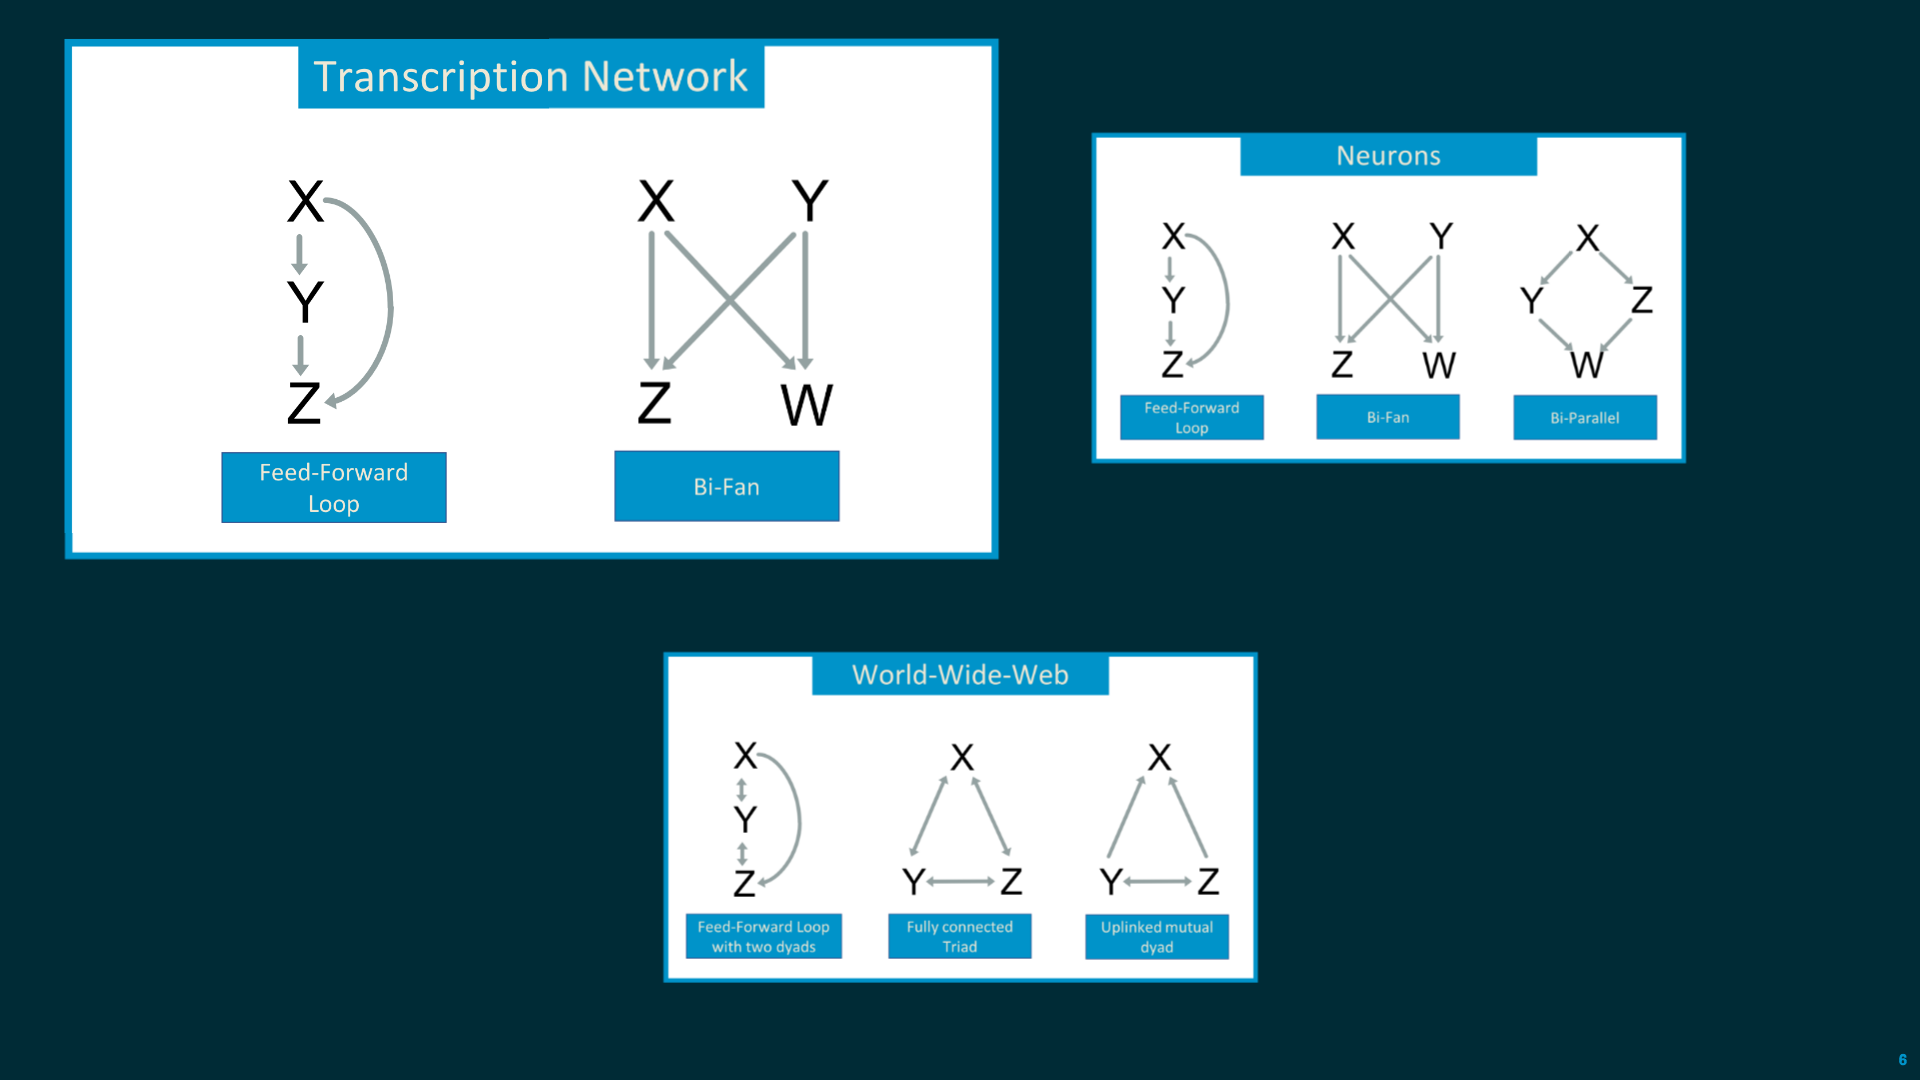 Transcription Network
X
Y
Z
Feed-Forward
Loop
X Y
Z W
Bi-Fan
Neurons
X
Y
Z
Feed-Forward
Loop
X Y
Z W
Bi-Fan
X
Y Z
W
Bi-Parallel
World-Wide-Web
X
Y
Z
Feed-Forward Loop
with two dyads
X
Y Z
Fully connected
Triad
X
Y Z
Uplinked mutual
dyad
6